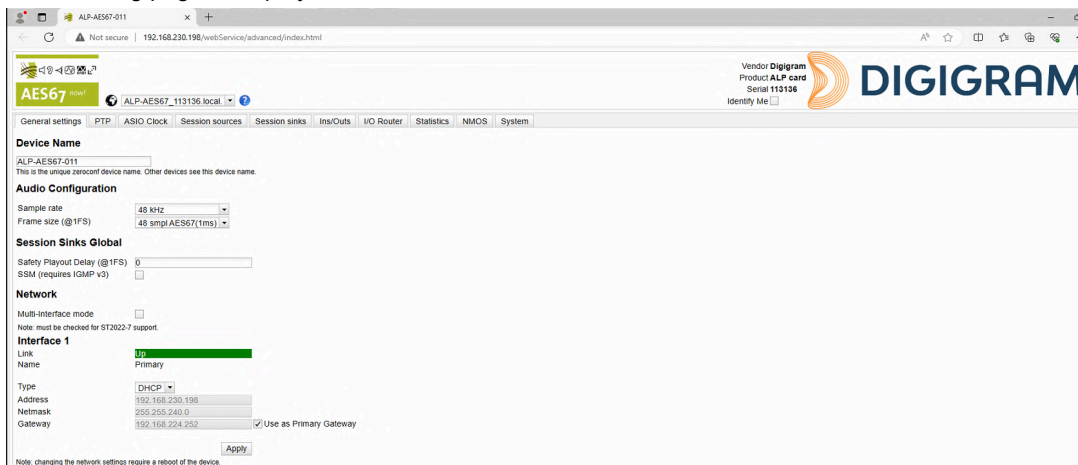 ALP-AES67-011
Not secure 192.168.230.198/webService/advanced/index.html
AES67 now!
ALP-AES67_113136.local.
Vendor Digigram
Product ALP card
Serial 113136
Identify Me
DIGIGRAM
General settings PTP ASIO Clock Session sources Session sinks Ins/Outs I/O Router Statistics NMOS System
Device Name
ALP-AES67-011
This is the unique zeroconf device name. Other devices see this device name.
Audio Configuration
Sample rate 48 kHz
Frame size (@1FS) 48 smpl AES67(1ms)
Session Sinks Global
Safety Playout Delay (@1FS) 0
SSM (requires IGMP v3)
Network
Multi-Interface mode
Note: must be checked for ST2022-7 support.
Interface 1
Link Up
Name Primary
Type DHCP
Address 192.168.230.198
Netmask 255.255.240.0
Gateway 192.168.224.252 Use as Primary Gateway
Apply
Note: changing the network settings require a reboot of the device.